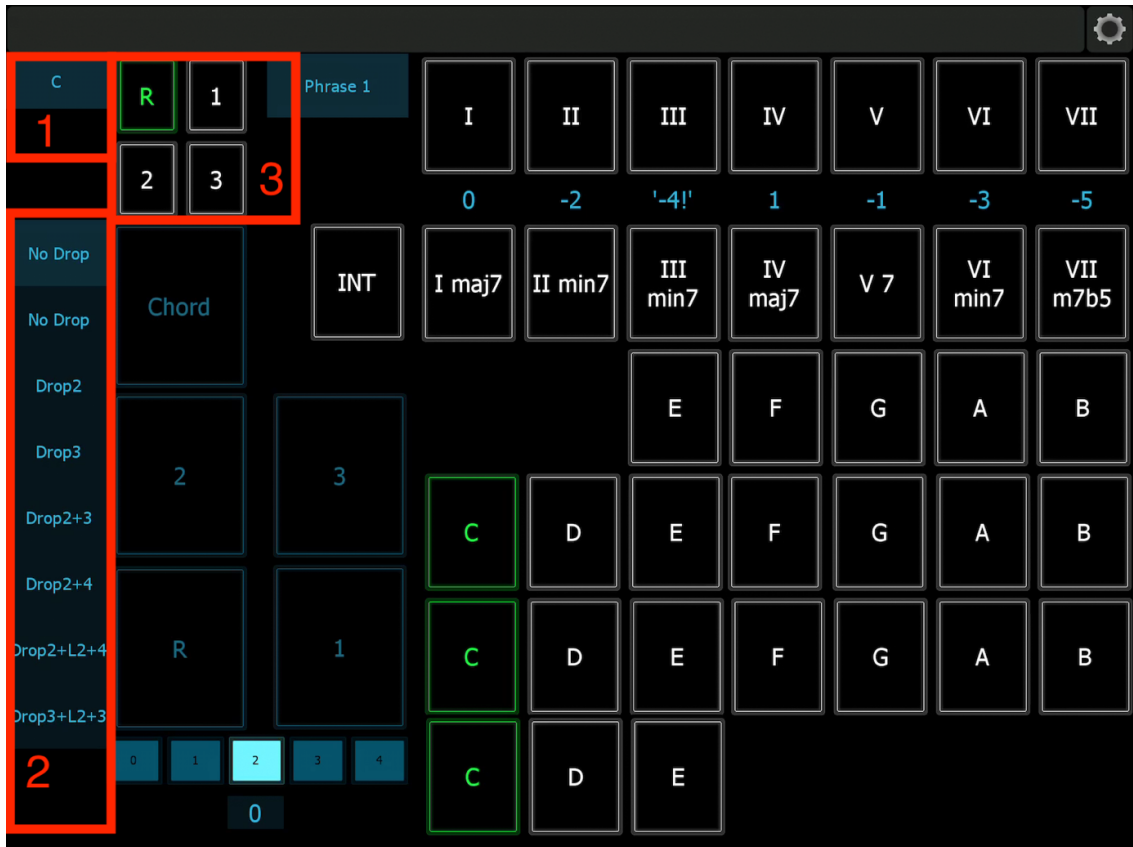 C
R 1
Phrase 1
1
I II III IV V VI VII
2 3
3
0 -2 '-4!' 1 -1 -3 -5
No Drop
No Drop
Drop2
Drop3
Drop2+3
Drop2+4
Drop2+L2+4
Drop3+L2+3
2
Chord
INT
I maj7 II min7 III min7 IV maj7 V 7 VI min7 VII m7b5
2 3
R 1
E F G A B
C D E F G A B
C D E F G A B
C D E
0 1 2 3 4
0